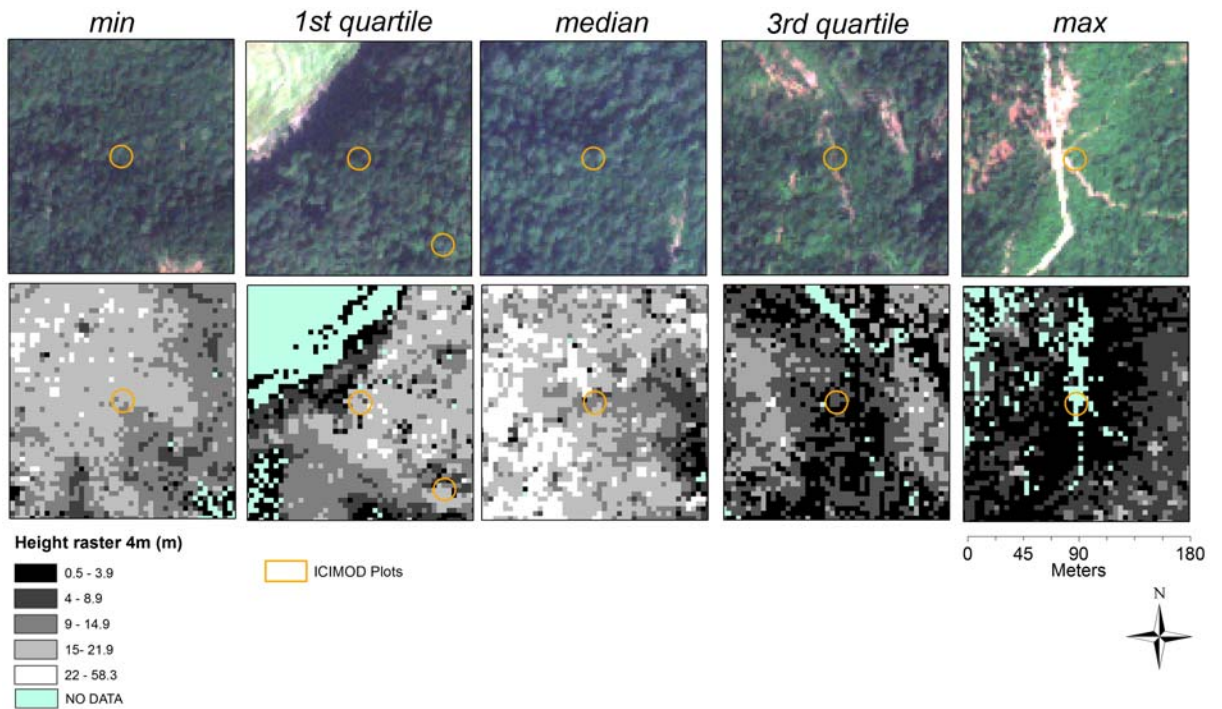 min 1st quartile median 3rd quartile max
Height raster 4m (m)
0.5 - 3.9
4 - 8.9
9 - 14.9
15- 21.9
22 - 58.3
NO DATA
ICIMOD Plots
0 45 90 180
Meters
N